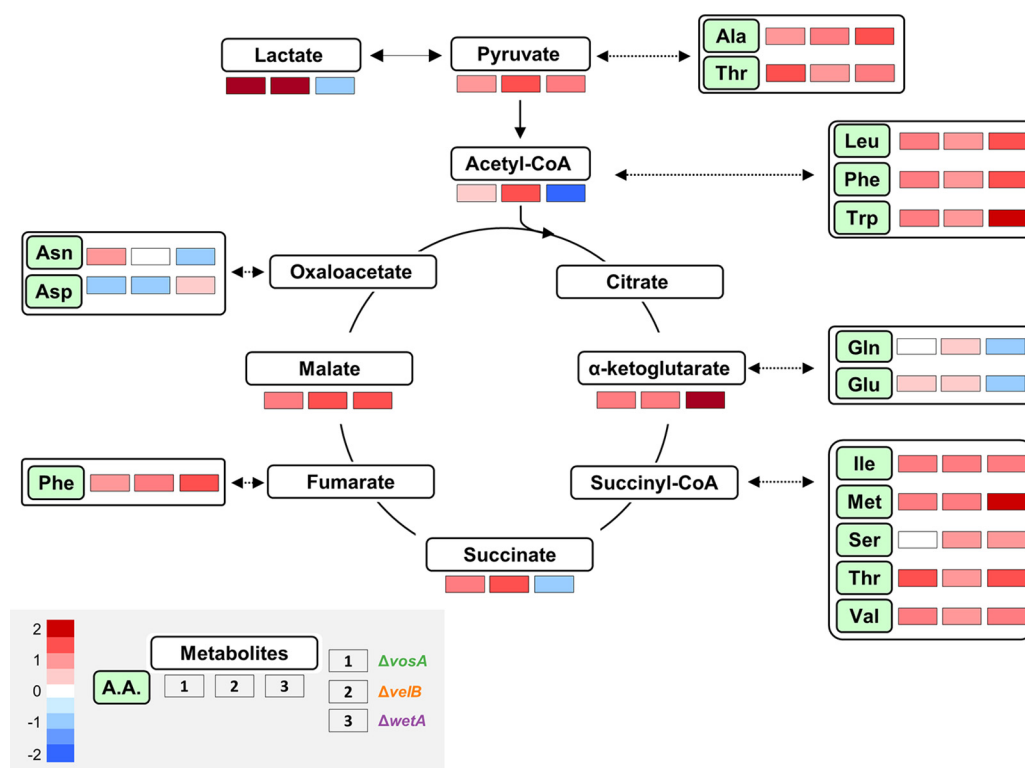 Lactate
Pyruvate
Ala
Thr
Acetyl-CoA
Leu
Phe
Trp
Asn
Asp
Oxaloacetate
Citrate
Malate
α-ketoglutarate
Gln
Glu
Phe
Fumarate
Succinyl-CoA
Ile
Met
Ser
Thr
Val
Succinate
2
1
0
-1
-2
Metabolites
A.A.
1 2 3
1 ΔvosA
2 ΔvelB
3 ΔwetA